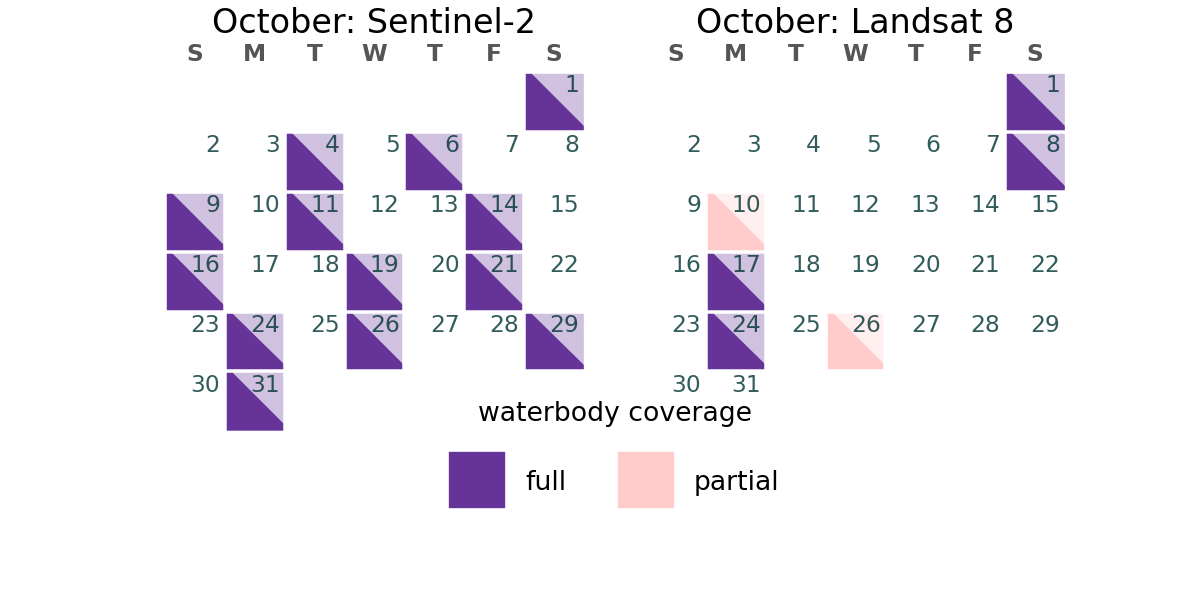 October: Sentinel-2
S M T W T F S
1
2 3 4 5 6 7 8
9 10 11 12 13 14 15
16 17 18 19 20 21 22
23 24 25 26 27 28 29
30 31
October: Landsat 8
S M T W T F S
1
2 3 4 5 6 7 8
9 10 11 12 13 14 15
16 17 18 19 20 21 22
23 24 25 26 27 28 29
30 31
waterbody coverage
full
partial